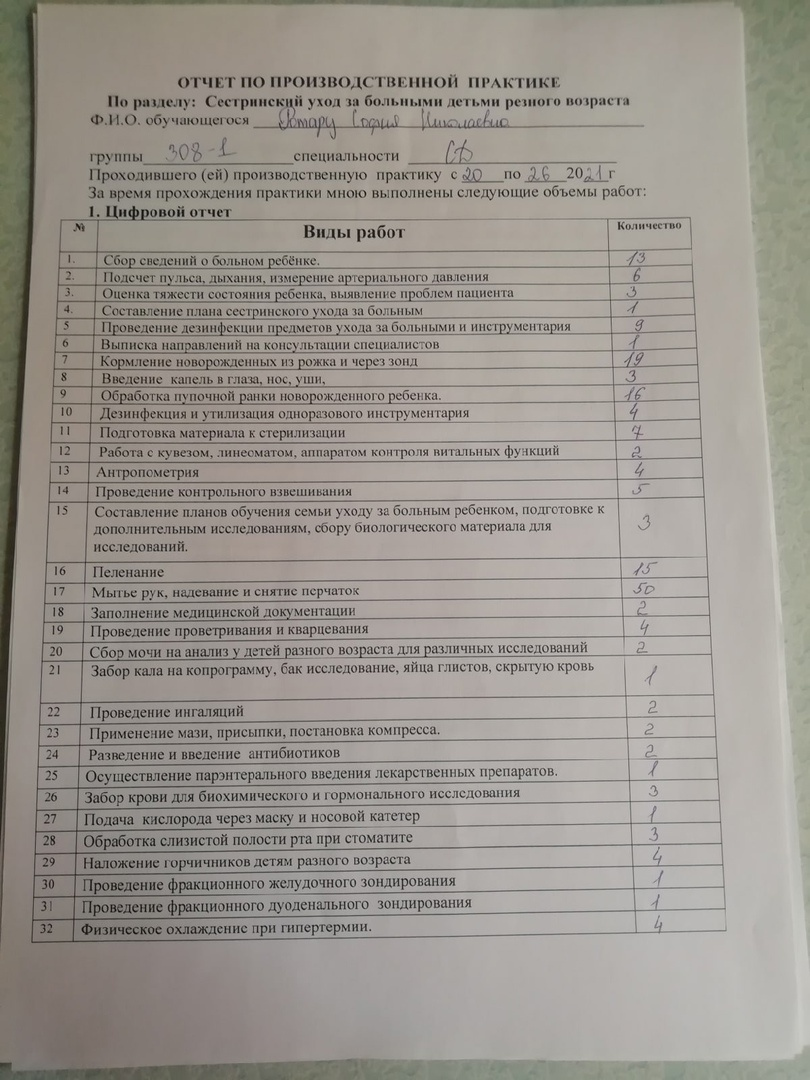 ОТЧЕТ ПО ПРОИЗВОДСТВЕННОЙ ПРАКТИКЕ
По разделу: Сестринский уход за больными детьми резного возраста
Ф.И.О. обучающегося София Николаевна
группы 308-1 специальности СД
Проходившего (ей) производственную практику с 20 по 26 2021г
За время прохождения практики мною выполнены следующие объемы работ:
1. Цифровой отчет
№ Виды работ Количество
1. Сбор сведений о больном ребёнке. 13
2. Подсчет пульса, дыхания, измерение артериального давления 6
3. Оценка тяжести состояния ребенка, выявление проблем пациента 3
4. Составление плана сестринского ухода за больным 1
5 Проведение дезинфекции предметов ухода за больными и инструментария 9
6 Выписка направлений на консультации специалистов 1
7 Кормление новорожденных из рожка и через зонд 19
8 Введение капель в глаза, нос, уши, 3
9 Обработка пупочной ранки новорожденного ребенка. 16
10 Дезинфекция и утилизация одноразового инструментария 4
11 Подготовка материала к стерилизации 7
12 Работа с кувезом, линеоматом, аппаратом контроля витальных функций 2
13 Антропометрия 4
14 Проведение контрольного взвешивания 5
15 Составление планов обучения семьи уходу за больным ребенком, подготовке к
дополнительным исследованиям, сбору биологического материала для
исследований. 3
16 Пеленание 15
17 Мытье рук, надевание и снятие перчаток 50
18 Заполнение медицинской документации 2
19 Проведение проветривания и кварцевания 4
20 Сбор мочи на анализ у детей разного возраста для различных исследований 2
21 Забор кала на копрограмму, бак исследование, яйца глистов, скрытую кровь 1
22 Проведение ингаляций 2
23 Применение мази, присыпки, постановка компресса. 2
24 Разведение и введение антибиотиков 2
25 Осуществление парэнтерального введения лекарственных препаратов. 1
26 Забор крови для биохимического и гормонального исследования 3
27 Подача кислорода через маску и носовой катетер 1
28 Обработка слизистой полости рта при стоматите 3
29 Наложение горчичников детям разного возраста 4
30 Проведение фракционного желудочного зондирования 1
31 Проведение фракционного дуоденального зондирования 1
32 Физическое охлаждение при гипертермии. 4